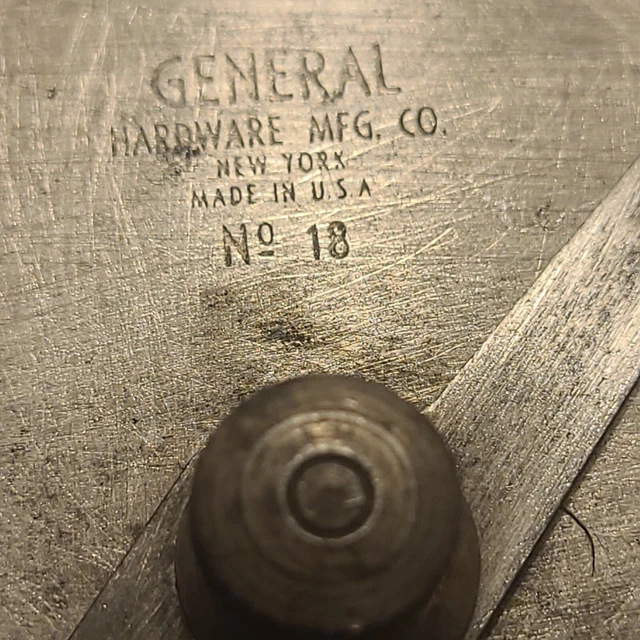 GENERAL
HARDWARE MFG. CO.
NEW YORK
MADE IN U.S.A
Nº 18